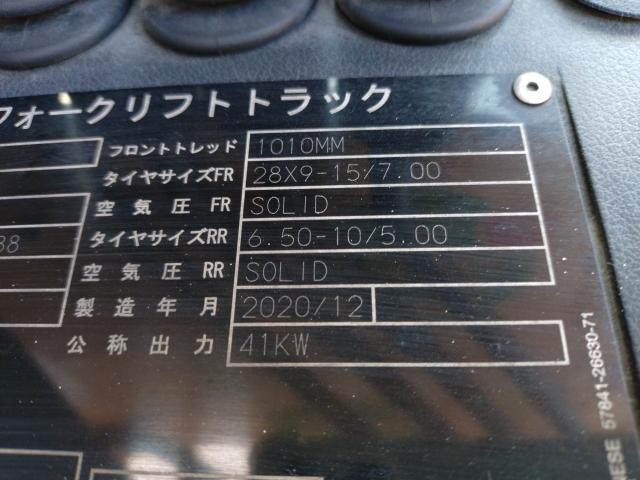 フォークリフトトラック
フロントトレッド 1010MM
タイヤサイズFR 28X9-15/7.00
空気圧 FR SOLID
タイヤサイズRR 6.50-10/5.00
空気圧 RR SOLID
製造年月 2020/12
公称出力 41KW
57841-26630-71